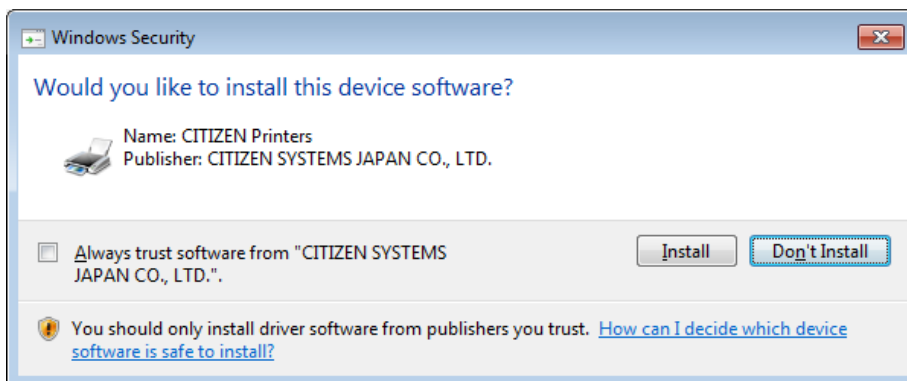 Windows Security
Would you like to install this device software?
Name: CITIZEN Printers
Publisher: CITIZEN SYSTEMS JAPAN CO., LTD.
Always trust software from "CITIZEN SYSTEMS
JAPAN CO., LTD.".
Install
Don't Install
You should only install driver software from publishers you trust. How can I decide which device
software is safe to install?